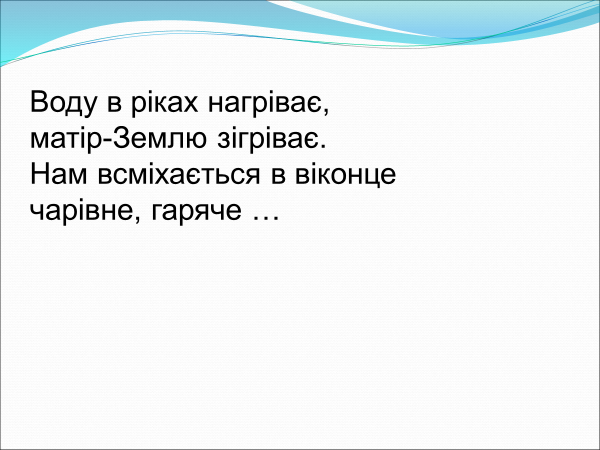 Воду в ріках нагріває,
матір-Землю зігріває.
Нам всміхається в віконце
чарівне, гаряче …